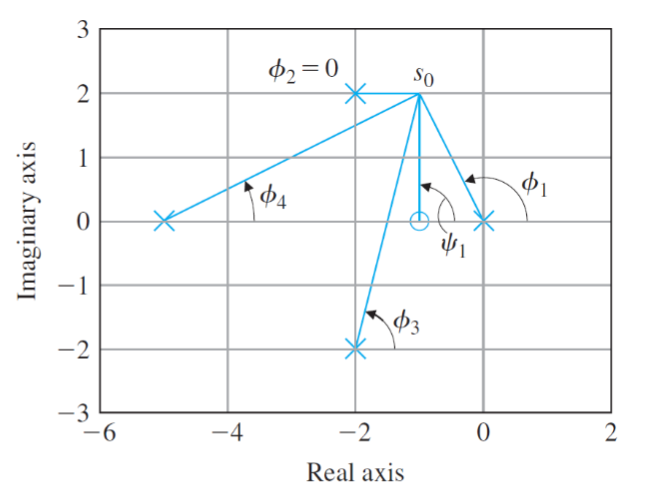 3
ϕ₂ = 0
s₀
2
1
ϕ₄
ϕ₁
0
ψ₁
−1
ϕ₃
−2
−3
−6
−4
−2
0
2
Real axis
Imaginary axis